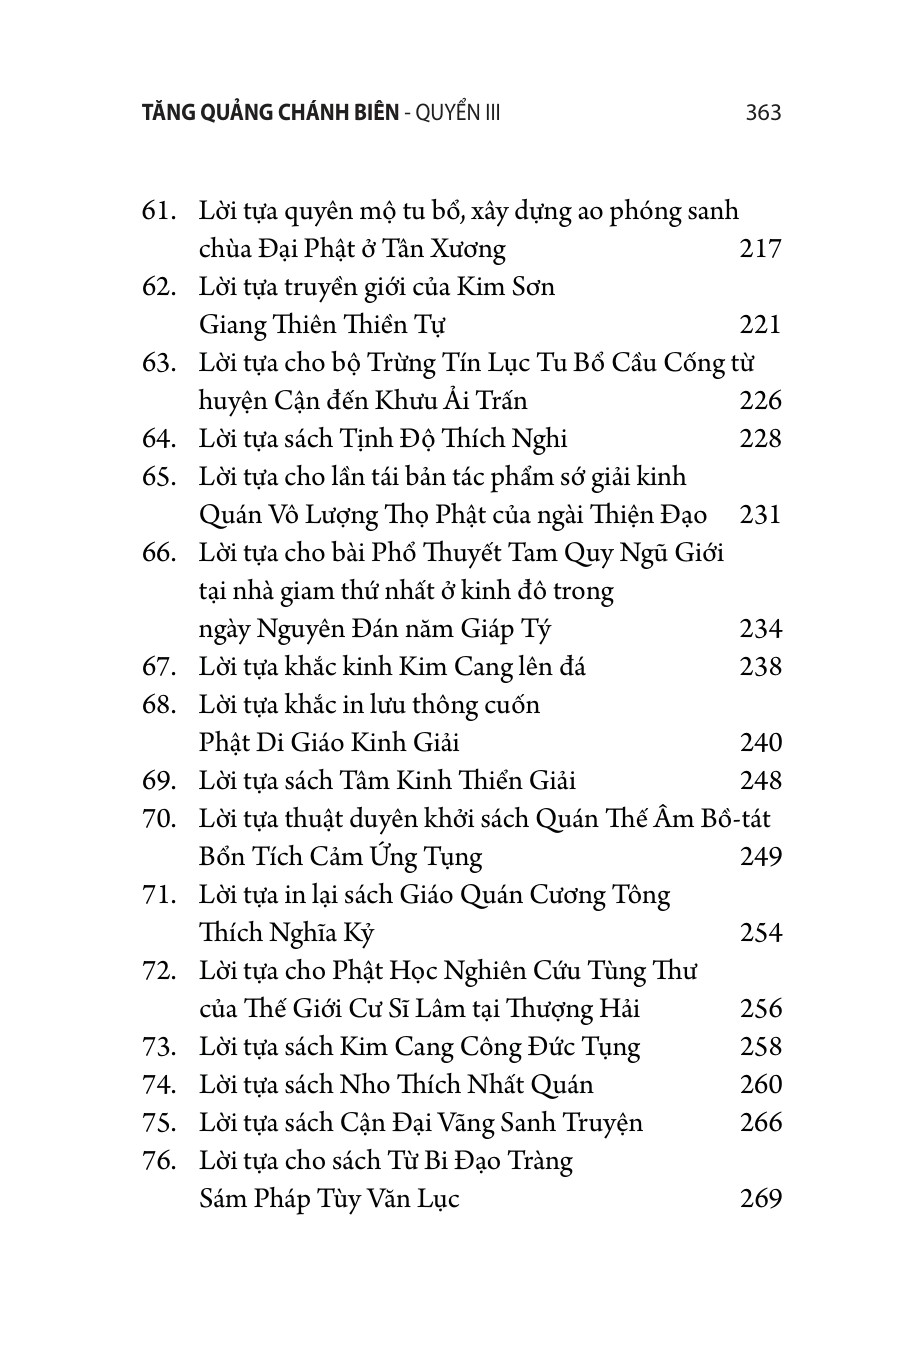 TĂNG QUẢNG CHÁNH BIÊN - QUYỂN III 363
61. Lời tựa quyên mộ tu bổ, xây dựng ao phóng sanh
chùa Đại Phật ở Tân Xương 217
62. Lời tựa truyền giới của Kim Sơn
Giang Thiên Thiền Tự 221
63. Lời tựa cho bộ Trừng Tín Lục Tu Bổ Cầu Cống từ
huyện Cận đến Khưu Ải Trấn 226
64. Lời tựa sách Tịnh Độ Thích Nghi 228
65. Lời tựa cho lần tái bản tác phẩm sớ giải kinh
Quán Vô Lượng Thọ Phật của ngài Thiện Đạo 231
66. Lời tựa cho bài Phổ Thuyết Tam Quy Ngũ Giới
tại nhà giam thứ nhất ở kinh đô trong
ngày Nguyên Đán năm Giáp Tý 234
67. Lời tựa khắc kinh Kim Cang lên đá 238
68. Lời tựa khắc in lưu thông cuốn
Phật Di Giáo Kinh Giải 240
69. Lời tựa sách Tâm Kinh Thiển Giải 248
70. Lời tựa thuật duyên khởi sách Quán Thế Âm Bồ-tát
Bổn Tích Cảm Ứng Tụng 249
71. Lời tựa in lại sách Giáo Quán Cương Tông
Thích Nghĩa Kỷ 254
72. Lời tựa cho Phật Học Nghiên Cứu Tùng Thư
của Thế Giới Cư Sĩ Lâm tại Thượng Hải 256
73. Lời tựa sách Kim Cang Công Đức Tụng 258
74. Lời tựa sách Nho Thích Nhất Quán 260
75. Lời tựa sách Cận Đại Vãng Sanh Truyện 266
76. Lời tựa cho sách Từ Bi Đạo Tràng
Sám Pháp Tùy Văn Lục 269